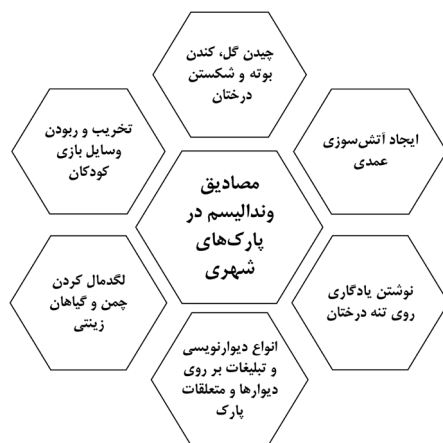 چیدن گل، کندن
بوته و شکستن
درختان
ایجاد آتش‌سوزی
عمدی
نوشتن یادگاری
روی تنه درختان
انواع دیوارنویسی
و تبلیغات بر روی
دیوارها و متعلقات
پارک
لگدمال کردن
چمن و گیاهان
زینتی
تخریب و ربودن
وسایل بازی
کودکان
مصادیق
وندالیسم در
پارک‌های
شهری